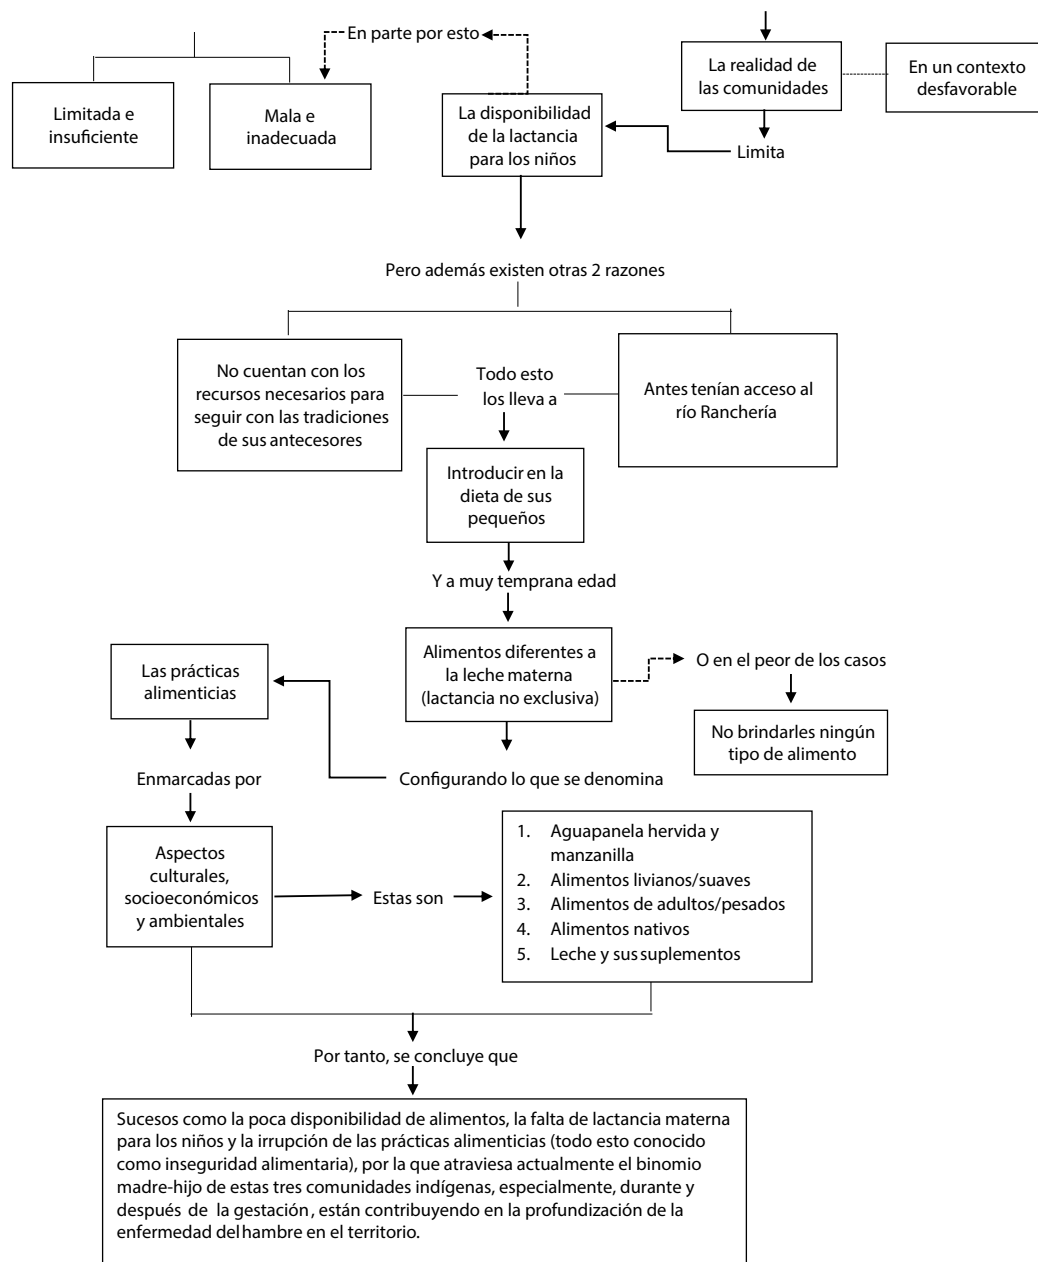 En parte por esto
La realidad de
las comunidades
En un contexto
desfavorable
Limitada e
insuficiente
Mala e
inadecuada
La disponibilidad
de la lactancia
para los niños
Limita
Pero además existen otras 2 razones
No cuentan con los
recursos necesarios para
seguir con las tradiciones
de sus antecesores
Todo esto
los lleva a
Antes tenían acceso al
río Ranchería
Introducir en la
dieta de sus
pequeños
Y a muy temprana edad
Alimentos diferentes a
la leche materna
(lactancia no exclusiva)
O en el peor de los casos
No brindarles ningún
tipo de alimento
Las prácticas
alimenticias
Configurando lo que se denomina
Enmarcadas por
Aspectos
culturales,
socioeconómicos
y ambientales
Estas son
1. Aguapanela hervida y
manzanilla
2. Alimentos livianos/suaves
3. Alimentos de adultos/pesados
4. Alimentos nativos
5. Leche y sus suplementos
Por tanto, se concluye que
Sucesos como la poca disponibilidad de alimentos, la falta de lactancia materna
para los niños y la irrupción de las prácticas alimenticias (todo esto conocido
como inseguridad alimentaria), por la que atraviesa actualmente el binomio
madre-hijo de estas tres comunidades indígenas, especialmente, durante y
después de la gestación, están contribuyendo en la profundización de la
enfermedad del hambre en el territorio.